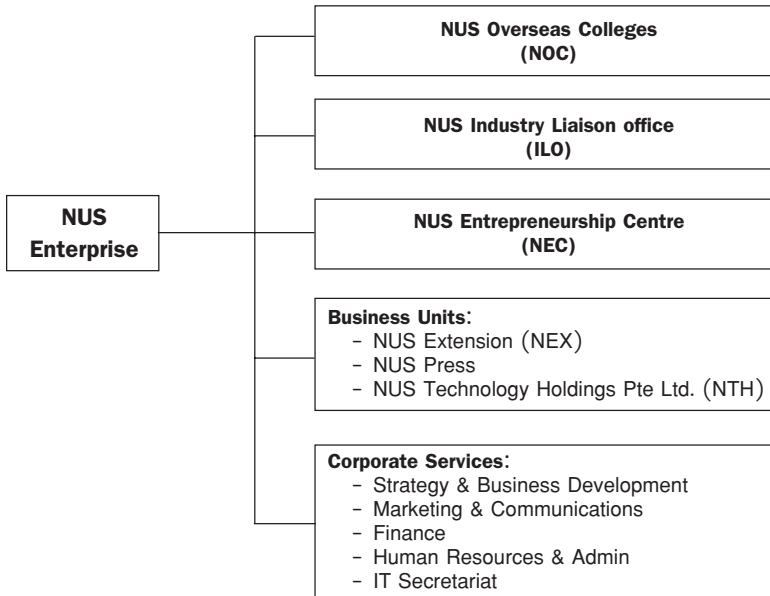 NUS Overseas Colleges
(NOC)
NUS Industry Liaison office
(ILO)
NUS
Enterprise
NUS Entrepreneurship Centre
(NEC)
Business Units:
– NUS Extension (NEX)
– NUS Press
– NUS Technology Holdings Pte Ltd. (NTH)
Corporate Services:
– Strategy & Business Development
– Marketing & Communications
– Finance
– Human Resources & Admin
– IT Secretariat